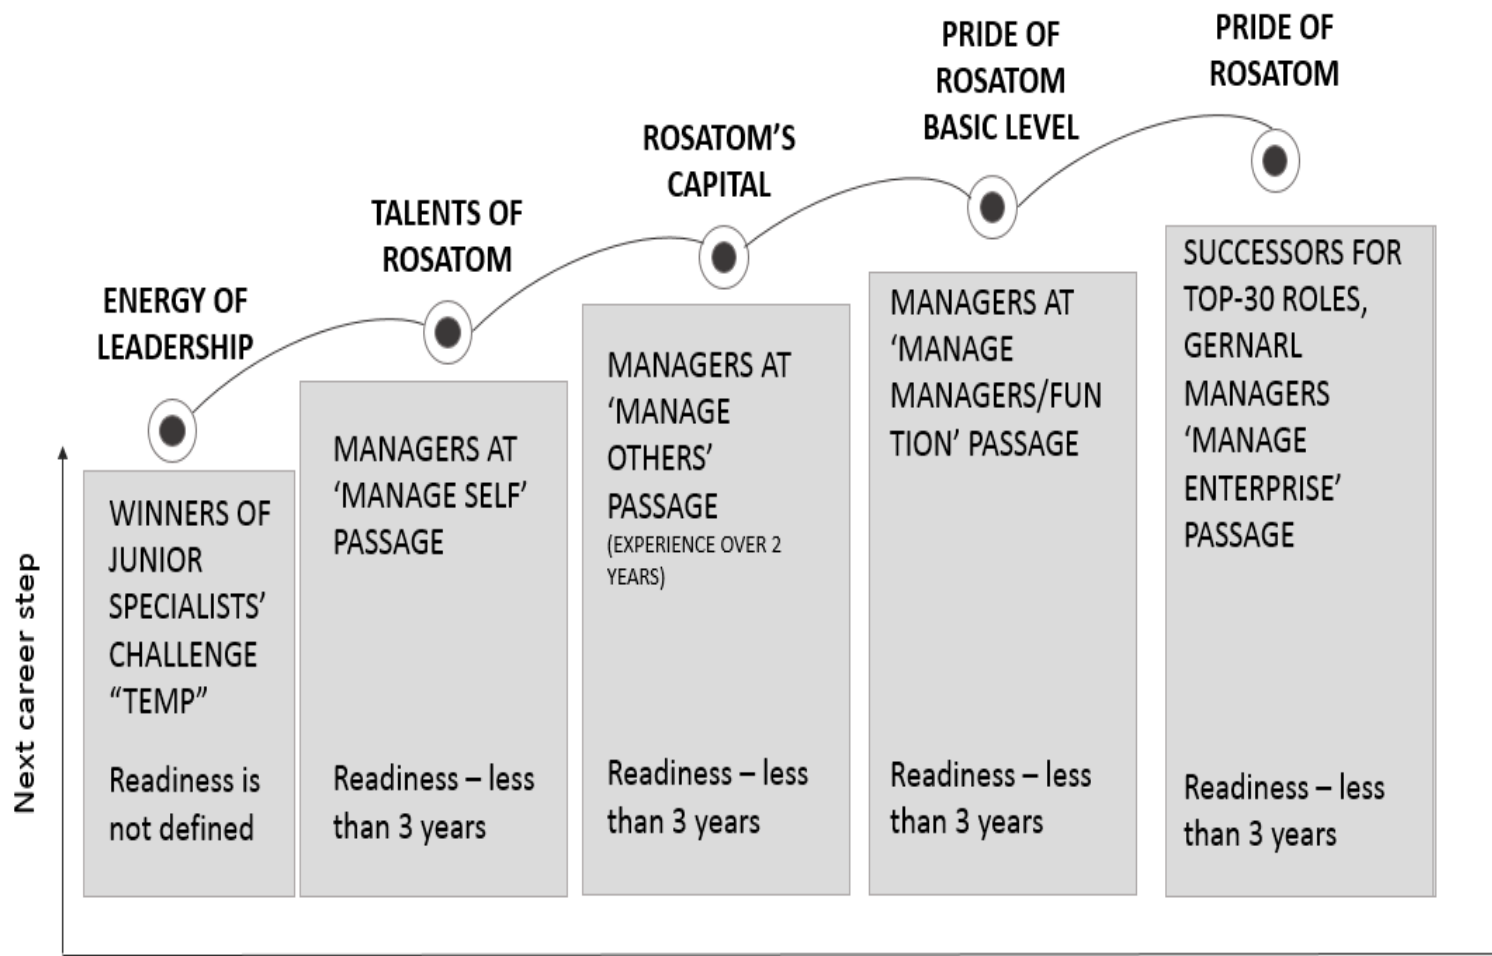 ENERGY OF
LEADERSHIP
TALENTS OF
ROSATOM
ROSATOM’S
CAPITAL
PRIDE OF
ROSATOM
BASIC LEVEL
PRIDE OF
ROSATOM
Next career step
WINNERS OF
JUNIOR
SPECIALISTS’
CHALLENGE
“TEMP”
Readiness is
not defined
MANAGERS AT
‘MANAGE SELF’
PASSAGE
Readiness – less
than 3 years
MANAGERS AT
‘MANAGE
OTHERS’
PASSAGE
(EXPERIENCE OVER 2
YEARS)
Readiness – less
than 3 years
MANAGERS AT
‘MANAGE
MANAGERS/FUN
TION’ PASSAGE
Readiness – less
than 3 years
SUCCESSORS FOR
TOP-30 ROLES,
GERNARL
MANAGERS
‘MANAGE
ENTERPRISE’
PASSAGE
Readiness – less
than 3 years